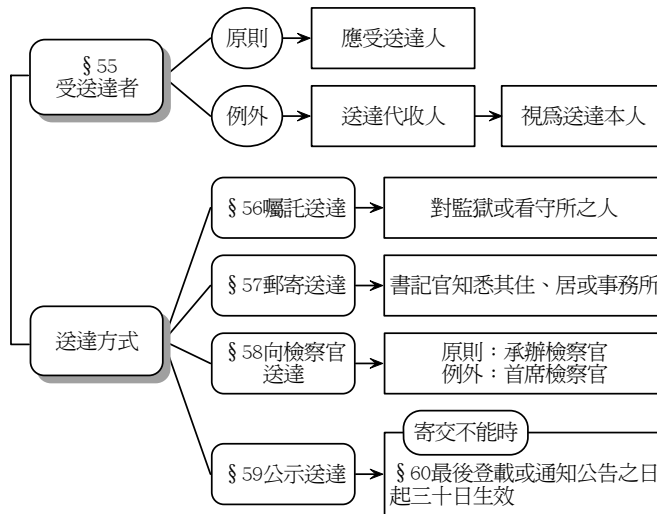 §55
受送達者
原則
應受送達人
例外
送達代收人
視為送達本人
送達方式
§56囑託送達
對監獄或看守所之人
§57郵寄送達
書記官知悉其住、居或事務所
§58向檢察官
送達
原則：承辦檢察官
例外：首席檢察官
§59公示送達
寄交不能時
§60最後登載或通知公告之日
起三十日生效